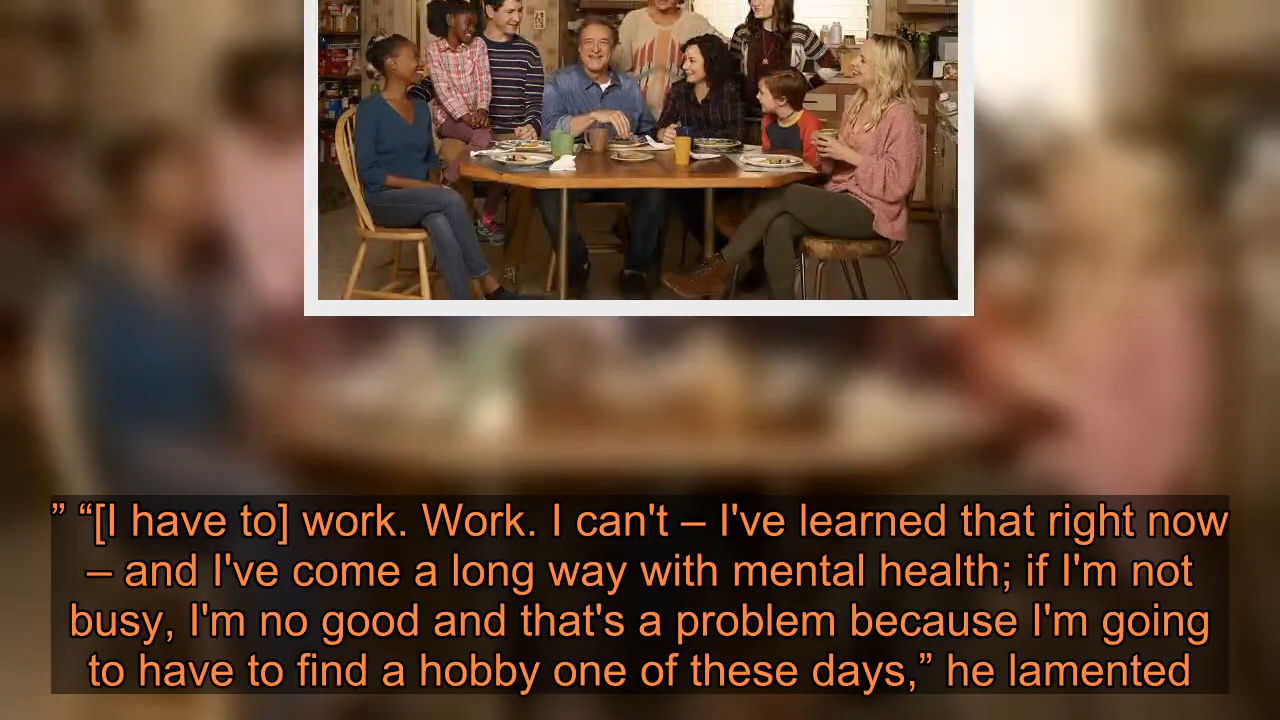 ” “[I have to] work. Work. I can't – I've learned that right now
– and I've come a long way with mental health; if I'm not
busy, I'm no good and that's a problem because I'm going
to have to find a hobby one of these days,” he lamented